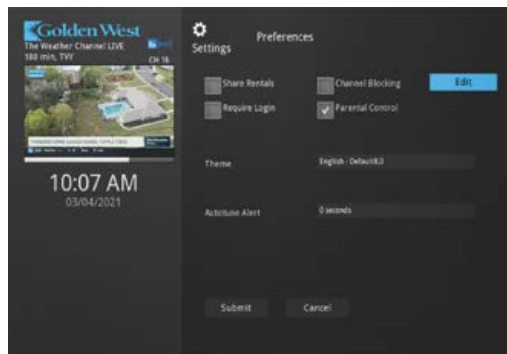 Golden West
The Weather Channel LIVE
180 min, TVY
CH 18
10:07 AM
03/04/2021
Settings
Preferences
Share Rentals
Channel Blocking
Edit
Require Login
Parental Control
Theme
English - Default8.0
Autotune Alert
0 seconds
Submit
Cancel